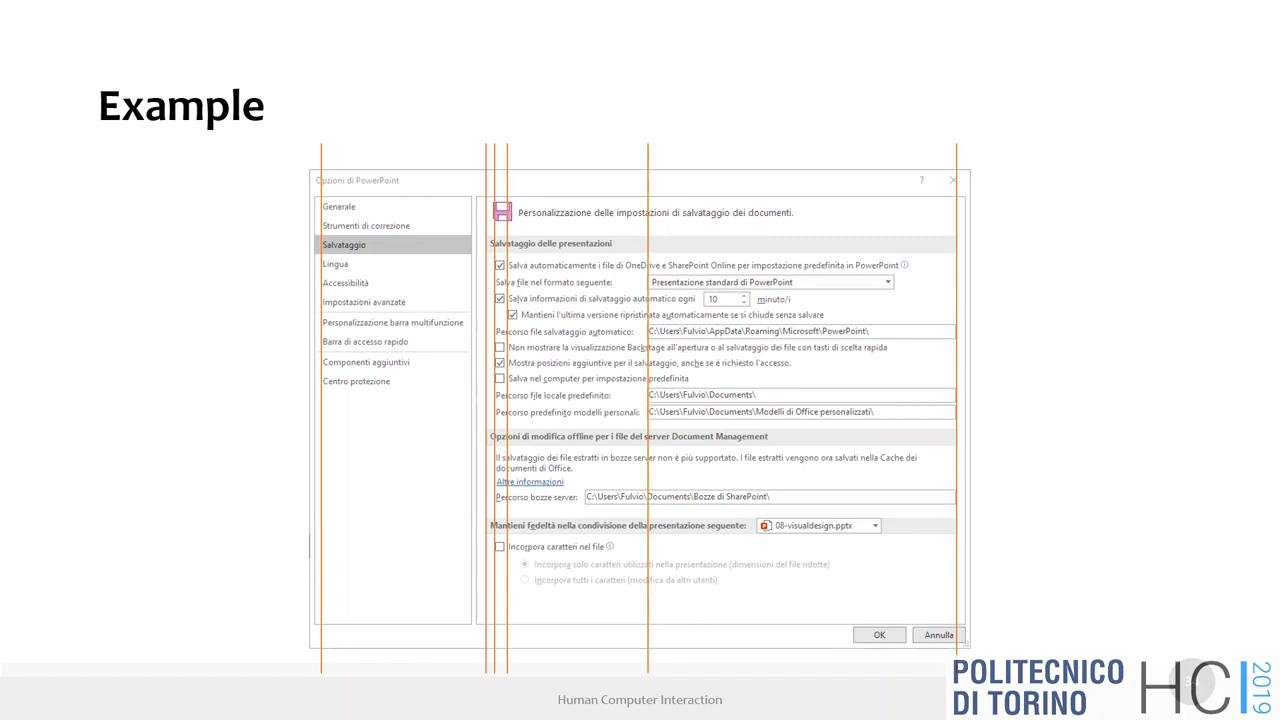 Example
Opzioni di PowerPoint
?
Generale
Strumenti di correzione
Salvataggio
Lingua
Accessibilità
Impostazioni avanzate
Personalizzazione barra multifunzione
Barra di accesso rapido
Componenti aggiuntivi
Centro protezione
Personalizzazione delle impostazioni di salvataggio dei documenti.
Salvataggio delle presentazioni
Salva automaticamente i file di OneDrive e SharePoint Online per impostazione predefinita in PowerPoint
Salva file nel formato seguente: Presentazione standard di PowerPoint
Salva informazioni di salvataggio automatico ogni 10 minuto/i
Mantieni l'ultima versione ripristinata automaticamente se si chiude senza salvare
Percorso file salvataggio automatico: C:\Users\Fulvio\AppData\Roaming\Microsoft\PowerPoint\
Non mostrare la visualizzazione Backstage all'apertura o al salvataggio dei file con tasti di scelta rapida
Mostra posizioni aggiuntive per il salvataggio, anche se è richiesto l'accesso.
Salva nel computer per impostazione predefinita
Percorso file locale predefinito: C:\Users\Fulvio\Documents\
Percorso predefinito modelli personali: C:\Users\Fulvio\Documents\Modelli di Office personalizzati\
Opzioni di modifica offline per i file del server Document Management
Il salvataggio dei file estratti in bozze server non è più supportato. I file estratti vengono ora salvati nella Cache dei
documenti di Office.
Altre informazioni
Percorso bozze server: C:\Users\Fulvio\Documents\Bozze di SharePoint\
Mantieni fedeltà nella condivisione della presentazione seguente: 08-visualdesign.pptx
Incorpora caratteri nel file
Incorpora solo caratteri utilizzati nella presentazione (dimensioni del file ridotte)
Incorpora tutti i caratteri (modifica da altri utenti)
OK Annulla
Human Computer Interaction
POLITECNICO
DI TORINO
HCI 2019